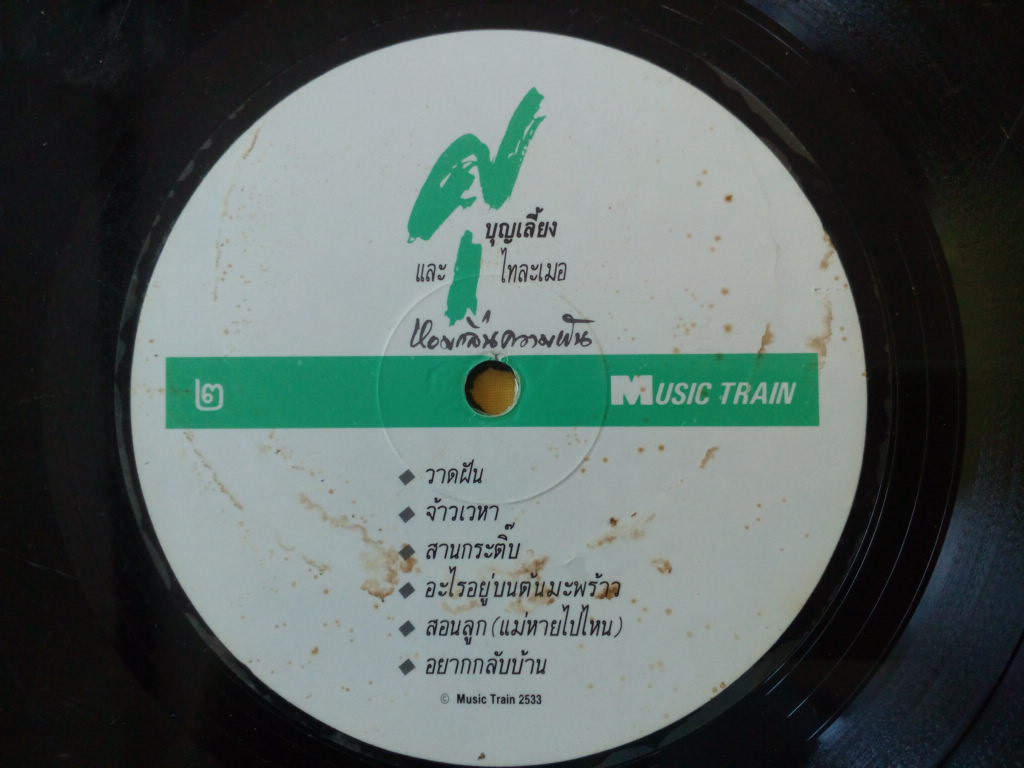 สุ
บุญเลี้ยง
และ ไทละเมอ
หอมกลิ่นความฝัน
๒ MUSIC TRAIN
◆ วาดฝัน
◆ จ้าวเวหา
◆ สานกระติ๊บ
◆ อะไรอยู่บนต้นมะพร้าว
◆ สอนลูก (แม่หายไปไหน)
◆ อยากกลับบ้าน
© Music Train 2533